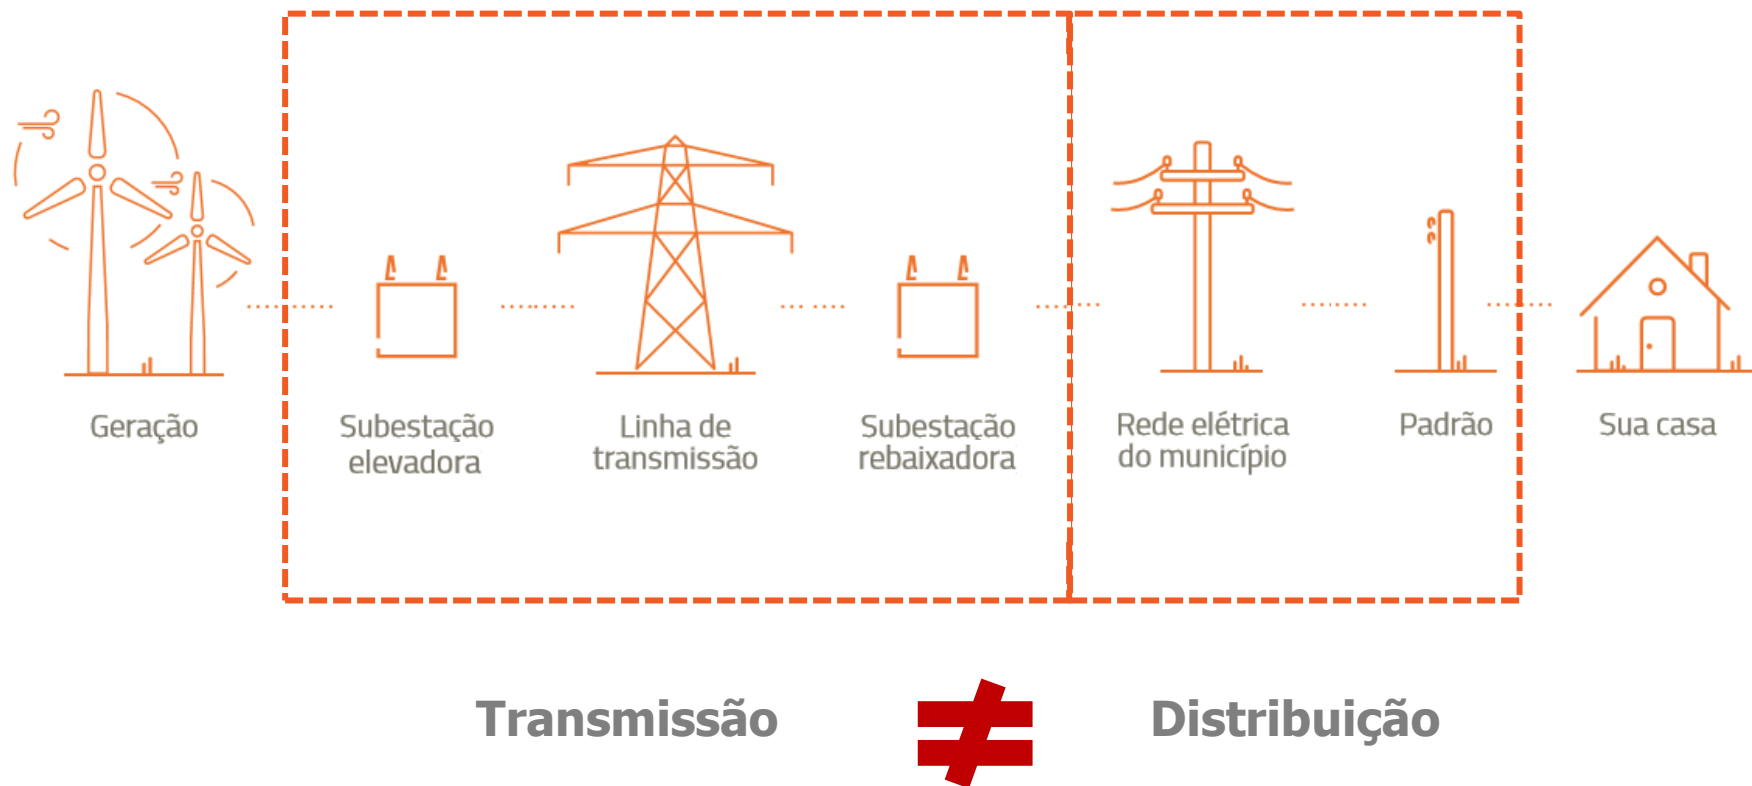 Geração
Subestação
elevadora
Linha de
transmissão
Subestação
rebaixadora
Rede elétrica
do município
Padrão
Sua casa
Transmissão
≠
Distribuição